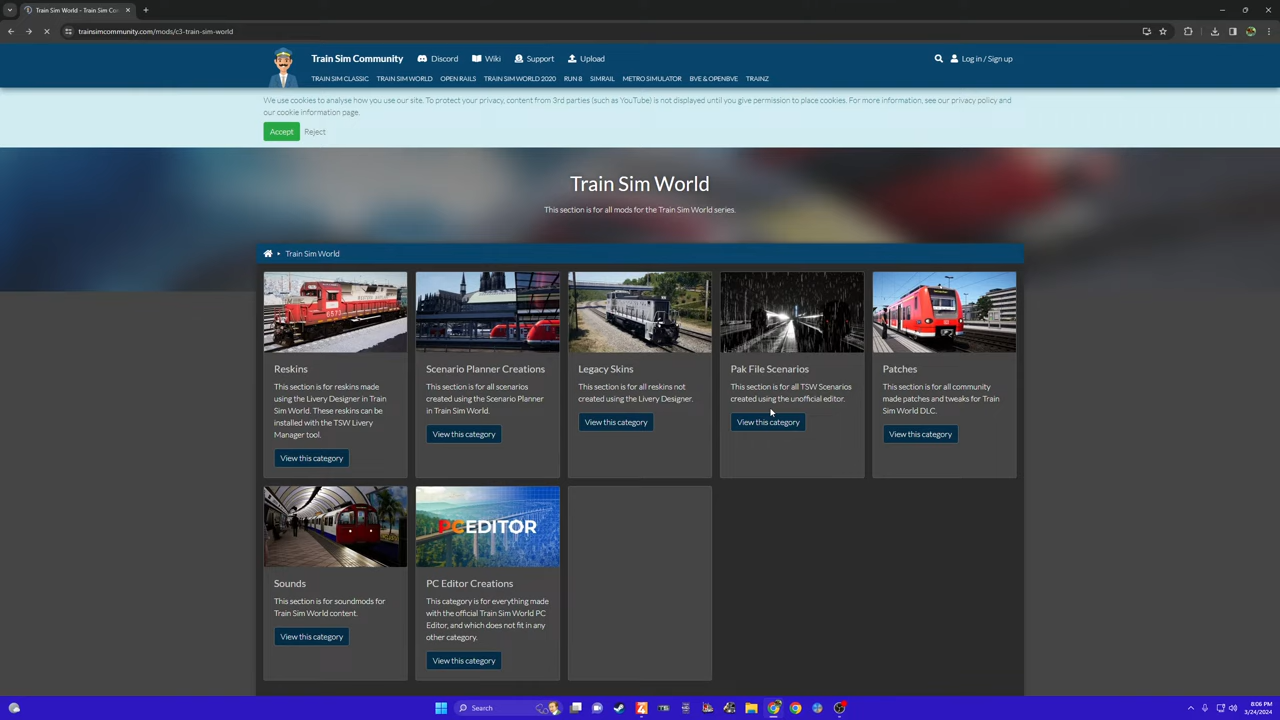 Train Sim World - Train Sim Co
trainsimcommunity.com/mods/c3-train-sim-world
Train Sim Community
Discord
Wiki
Support
Upload
Log in / Sign up
TRAIN SIM CLASSIC
TRAIN SIM WORLD
OPEN RAILS
TRAIN SIM WORLD 2020
RUN 8
SIMRAIL
METRO SIMULATOR
BVE & OPENBVE
TRAINZ
We use cookies to analyse how you use our site. To protect your privacy, content from 3rd parties (such as YouTube) is not displayed until you give permission to place cookies. For more information, see our privacy policy and
our cookie information page.
Accept
Reject
Train Sim World
This section is for all mods for the Train Sim World series.
Train Sim World
Reskins
This section is for reskins made
using the Livery Designer in Train
Sim World. These reskins can be
installed with the TSW Livery
Manager tool.
View this category
Scenario Planner Creations
This section is for all scenarios
created using the Scenario Planner
in Train Sim World.
View this category
Legacy Skins
This section is for all reskins not
created using the Livery Designer.
View this category
Pak File Scenarios
This section is for all TSW Scenarios
created using the unofficial editor.
View this category
Patches
This section is for all community
made patches and tweaks for Train
Sim World DLC.
View this category
Sounds
This section is for soundmods for
Train Sim World content.
View this category
PCEDITOR
PC Editor Creations
This category is for everything made
with the official Train Sim World PC
Editor, and which does not fit in any
other category.
View this category
6573
Search
8:06 PM
3/24/2024